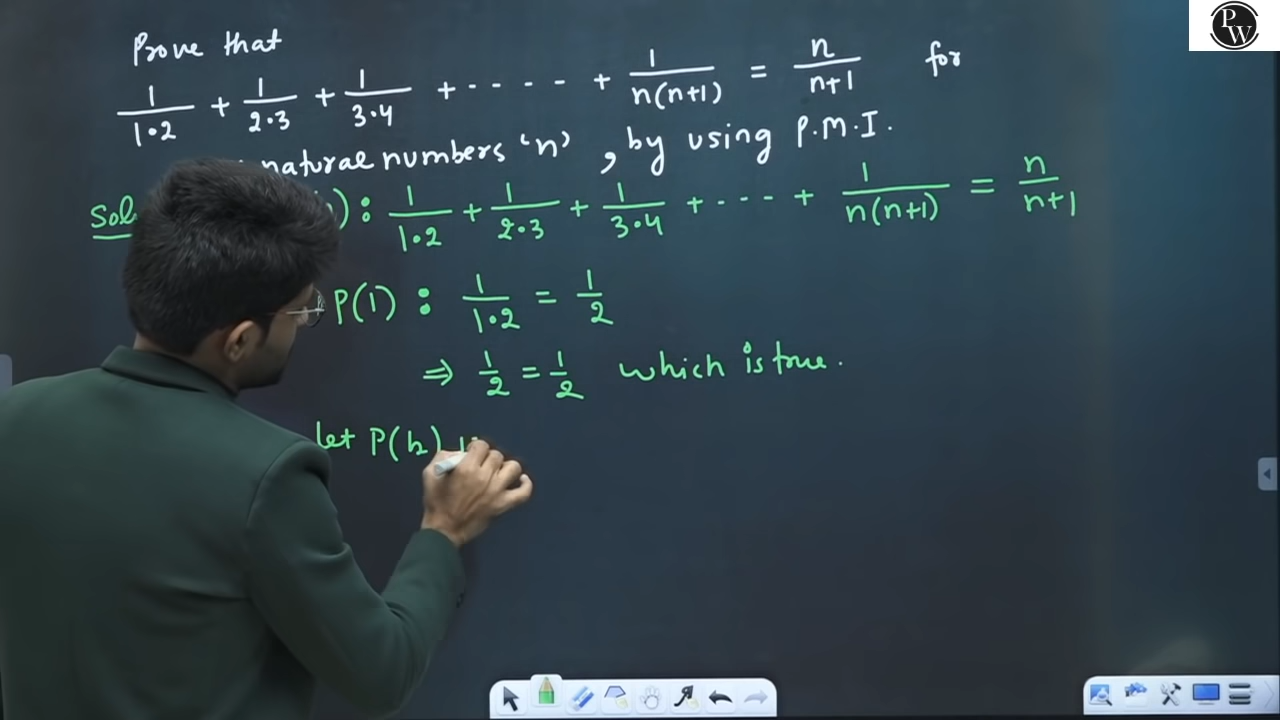 PW
Prove that
1/1·2 + 1/2·3 + 1/3·4 + - - - - - + 1/n(n+1) = n/n+1 for
natural numbers ‘n’ , by using P.M.I.
Sol ) : 1/1·2 + 1/2·3 + 1/3·4 + - - - - + 1/n(n+1) = n/n+1
P(1) : 1/1·2 = 1/2
⇒ 1/2 = 1/2 which is true.
let P(k)